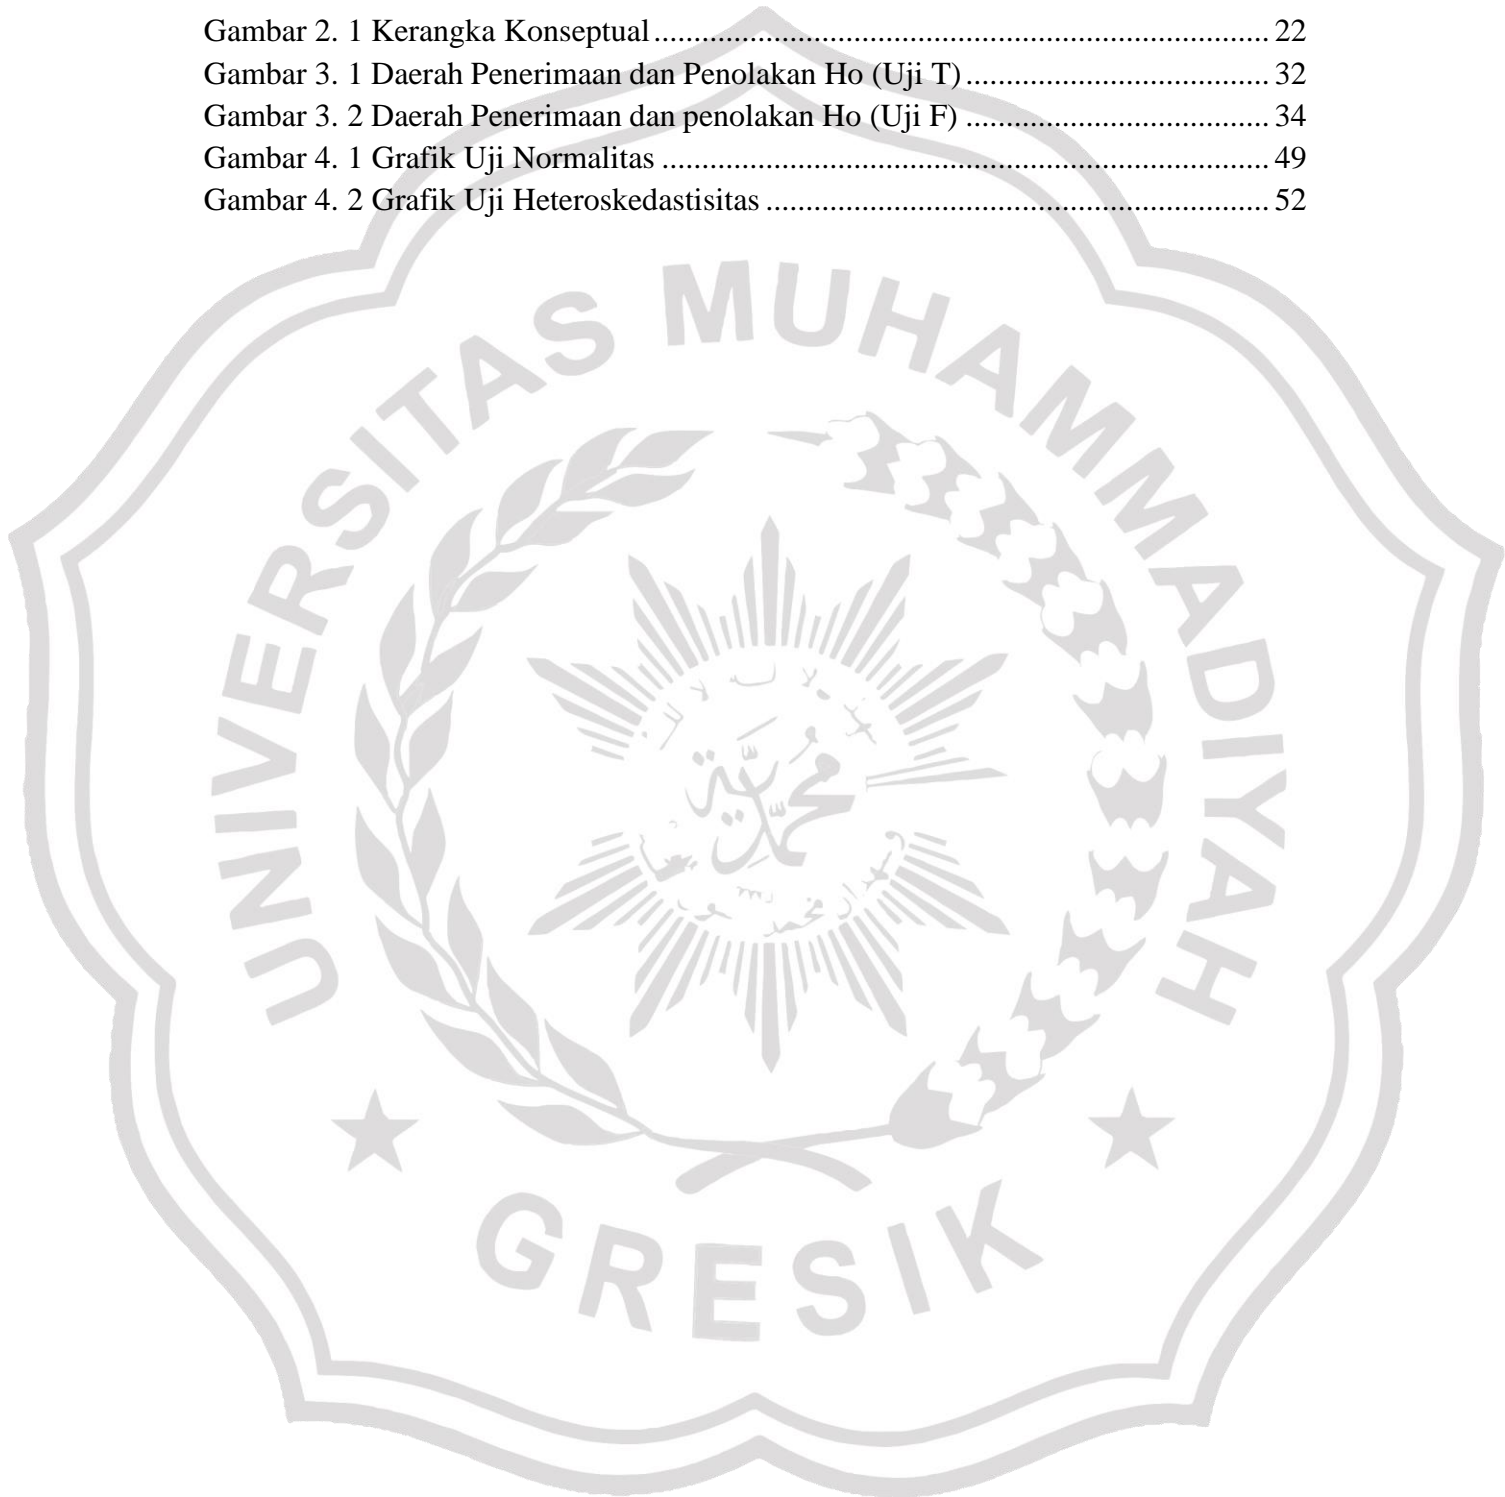 Gambar 2. 1 Kerangka Konseptual............................................................................. 22
Gambar 3. 1 Daerah Penerimaan dan Penolakan Ho (Uji T) ...................................... 32
Gambar 3. 2 Daerah Penerimaan dan penolakan Ho (Uji F) ...................................... 34
Gambar 4. 1 Grafik Uji Normalitas ............................................................................ 49
Gambar 4. 2 Grafik Uji Heteroskedastisitas ............................................................... 52
UNIVERSITAS MUHAMMADIYAH
محمدية
GRESIK